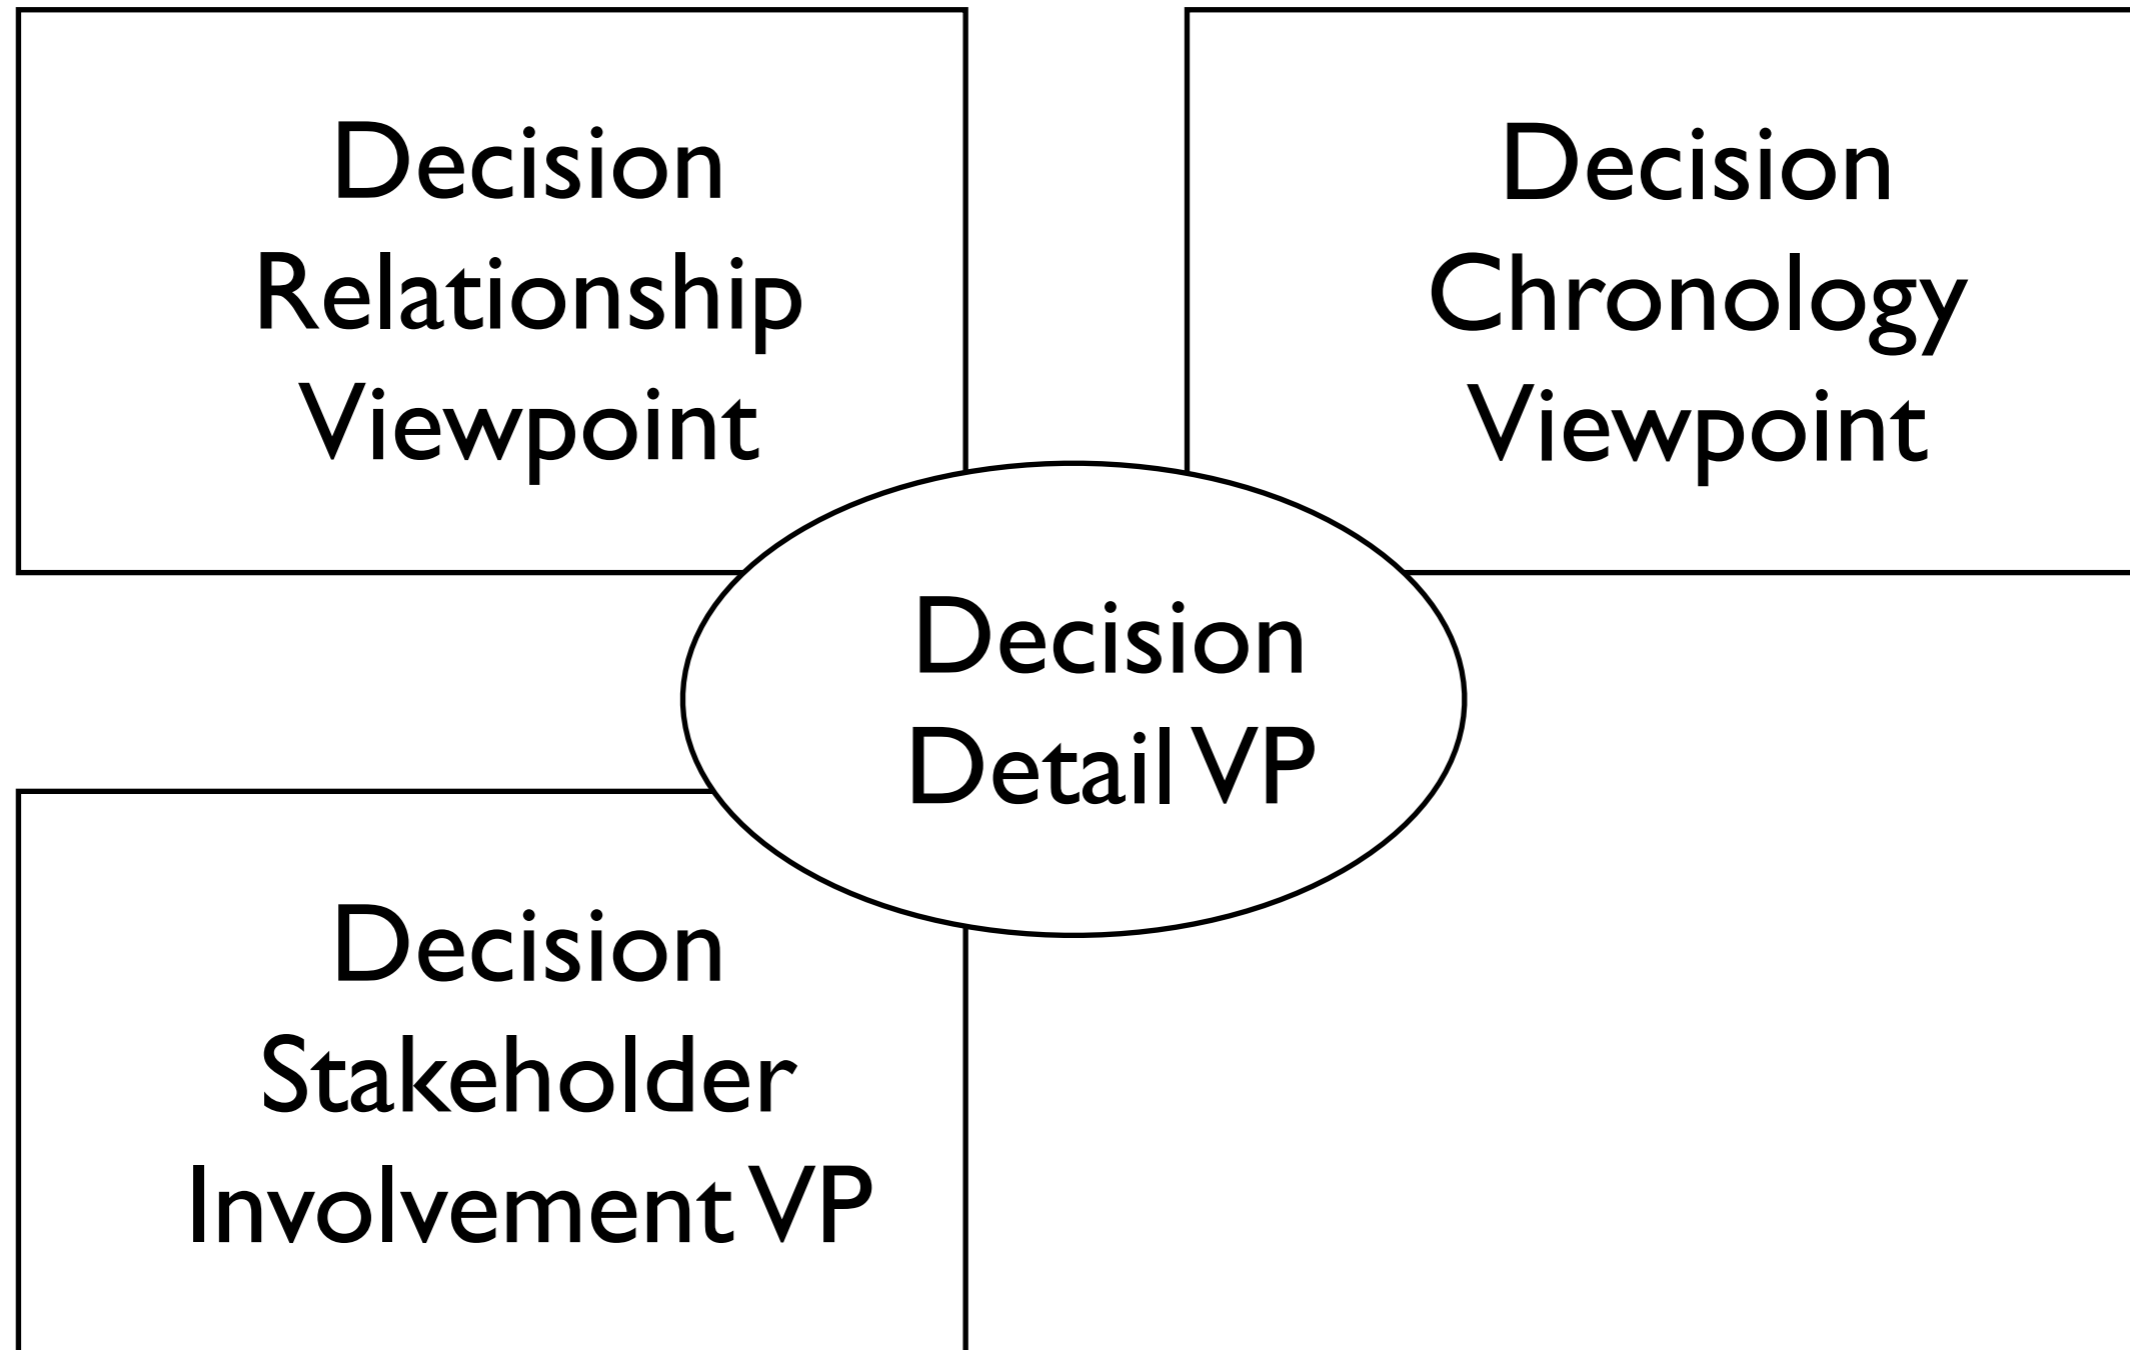 Decision
Relationship
Viewpoint
Decision
Chronology
Viewpoint
Decision
Detail VP
Decision
Stakeholder
Involvement VP